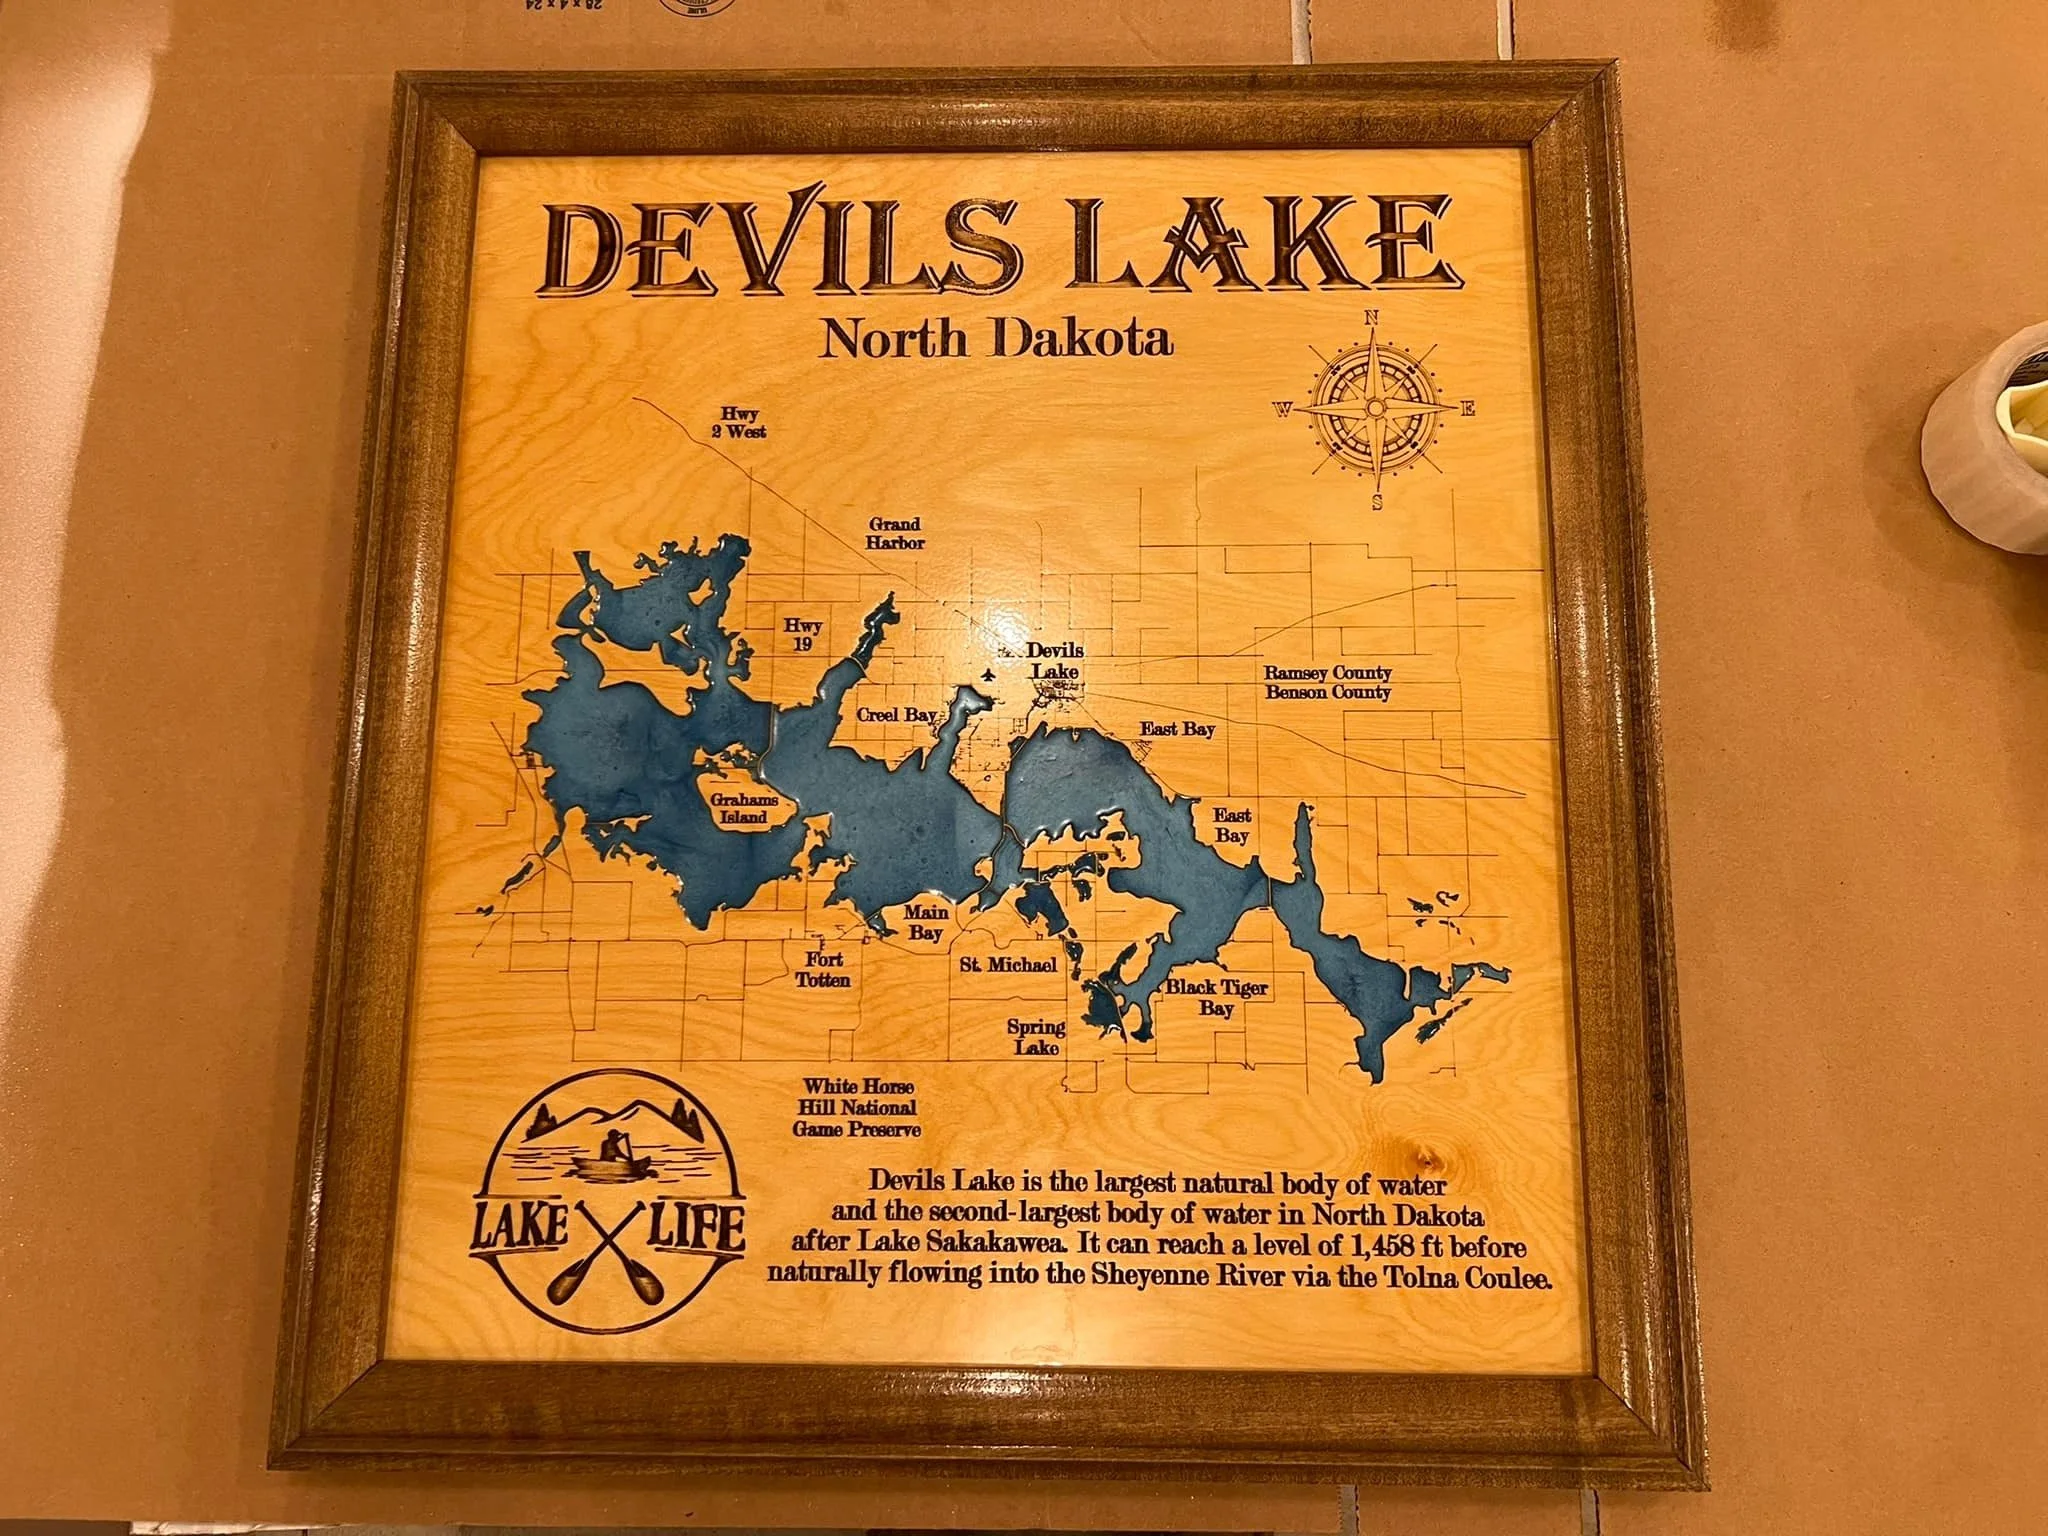 28 x 4 x 24
DEVILS LAKE
North Dakota
N
W
E
S
Hwy
2 West
Grand
Harbor
Hwy
19
Devils
Lake
Ramsey County
Benson County
Creel Bay
East Bay
Grahams
Island
East
Bay
Main
Bay
Fort
Totten
St. Michael
Black Tiger
Bay
Spring
Lake
White Horse
Hill National
Game Preserve
LAKE LIFE
Devils Lake is the largest natural body of water
and the second-largest body of water in North Dakota
after Lake Sakakawea. It can reach a level of 1,458 ft before
naturally flowing into the Sheyenne River via the Tolna Coulee.